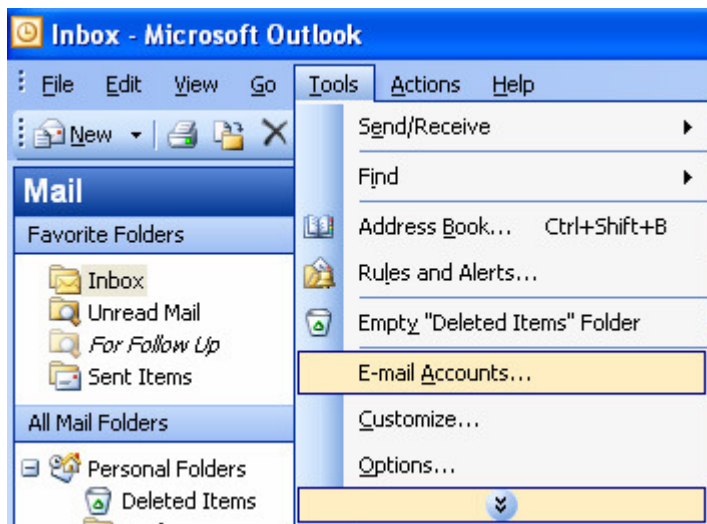 Inbox - Microsoft Outlook
File Edit View Go Tools Actions Help
New
Send/Receive
Find
Address Book... Ctrl+Shift+B
Rules and Alerts...
Empty "Deleted Items" Folder
E-mail Accounts...
Customize...
Options...
Mail
Favorite Folders
Inbox
Unread Mail
For Follow Up
Sent Items
All Mail Folders
Personal Folders
Deleted Items